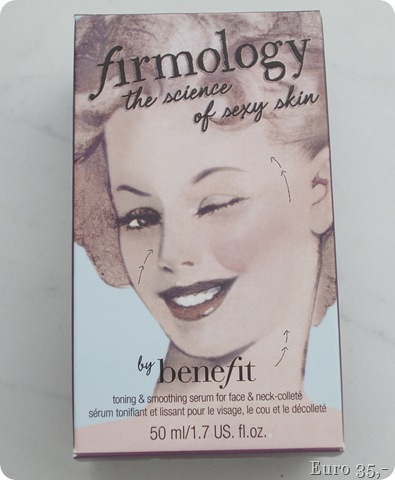 firmology
the science
of sexy skin
by benefit
toning & smoothing serum for face & neck-colleté
sérum tonifiant et lissant pour le visage, le cou et le décolleté
50 ml/1.7 US. fl.oz.
Euro 35,-